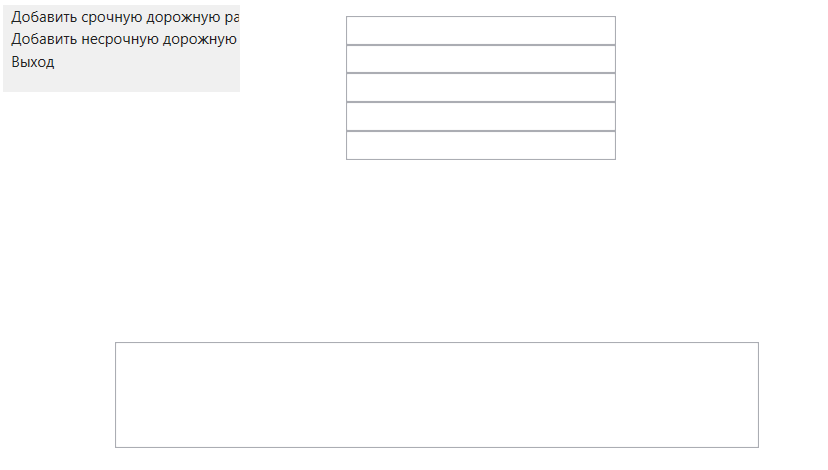 Добавить срочную дорожную ра
Добавить несрочную дорожную
Выход